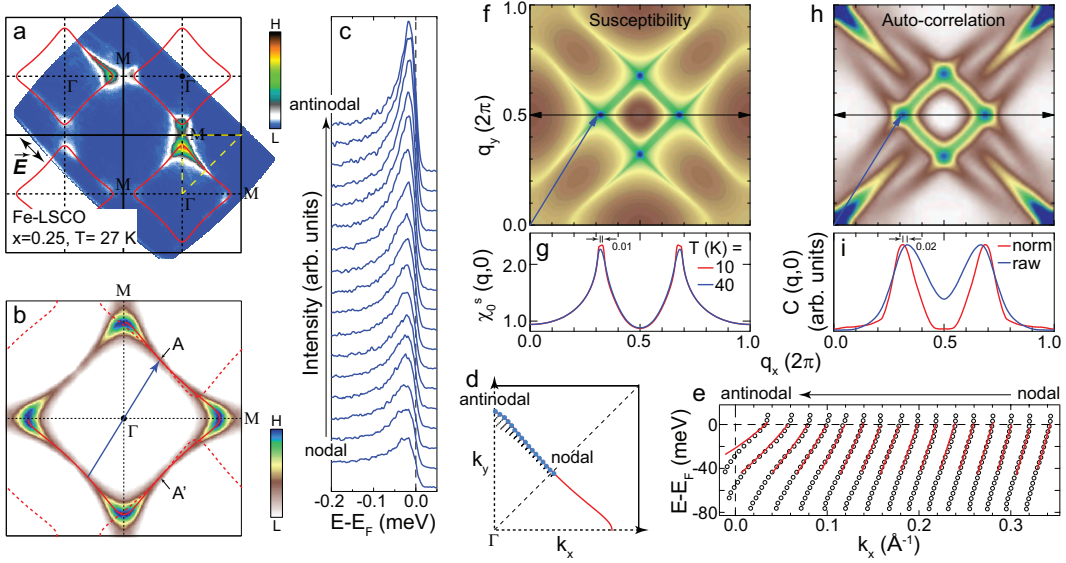 a
M
Γ
Γ
M
E
M
Γ
M
Fe-LSCO
x=0.25, T= 27 K
H
L
b
M
A
Γ
M
A'
H
L
c
antinodal
nodal
Intensity (arb. units)
-0.2
-0.1
0.0
E-E_F (meV)
f
Susceptibility
q_y (2π)
1.0
0.5
0.0
g
0.01
T (K) =
10
40
χ_0^s (q,0)
2.0
1.0
0.0
0.5
1.0
q_x (2π)
h
Auto-correlation
i
0.02
norm
raw
C (q,0)
(arb. units)
0.0
0.5
1.0
d
antinodal
nodal
k_y
Γ
k_x
e
antinodal
nodal
E-E_F (meV)
0
-40
-80
0.0
0.1
0.2
0.3
k_x (Å^-1)